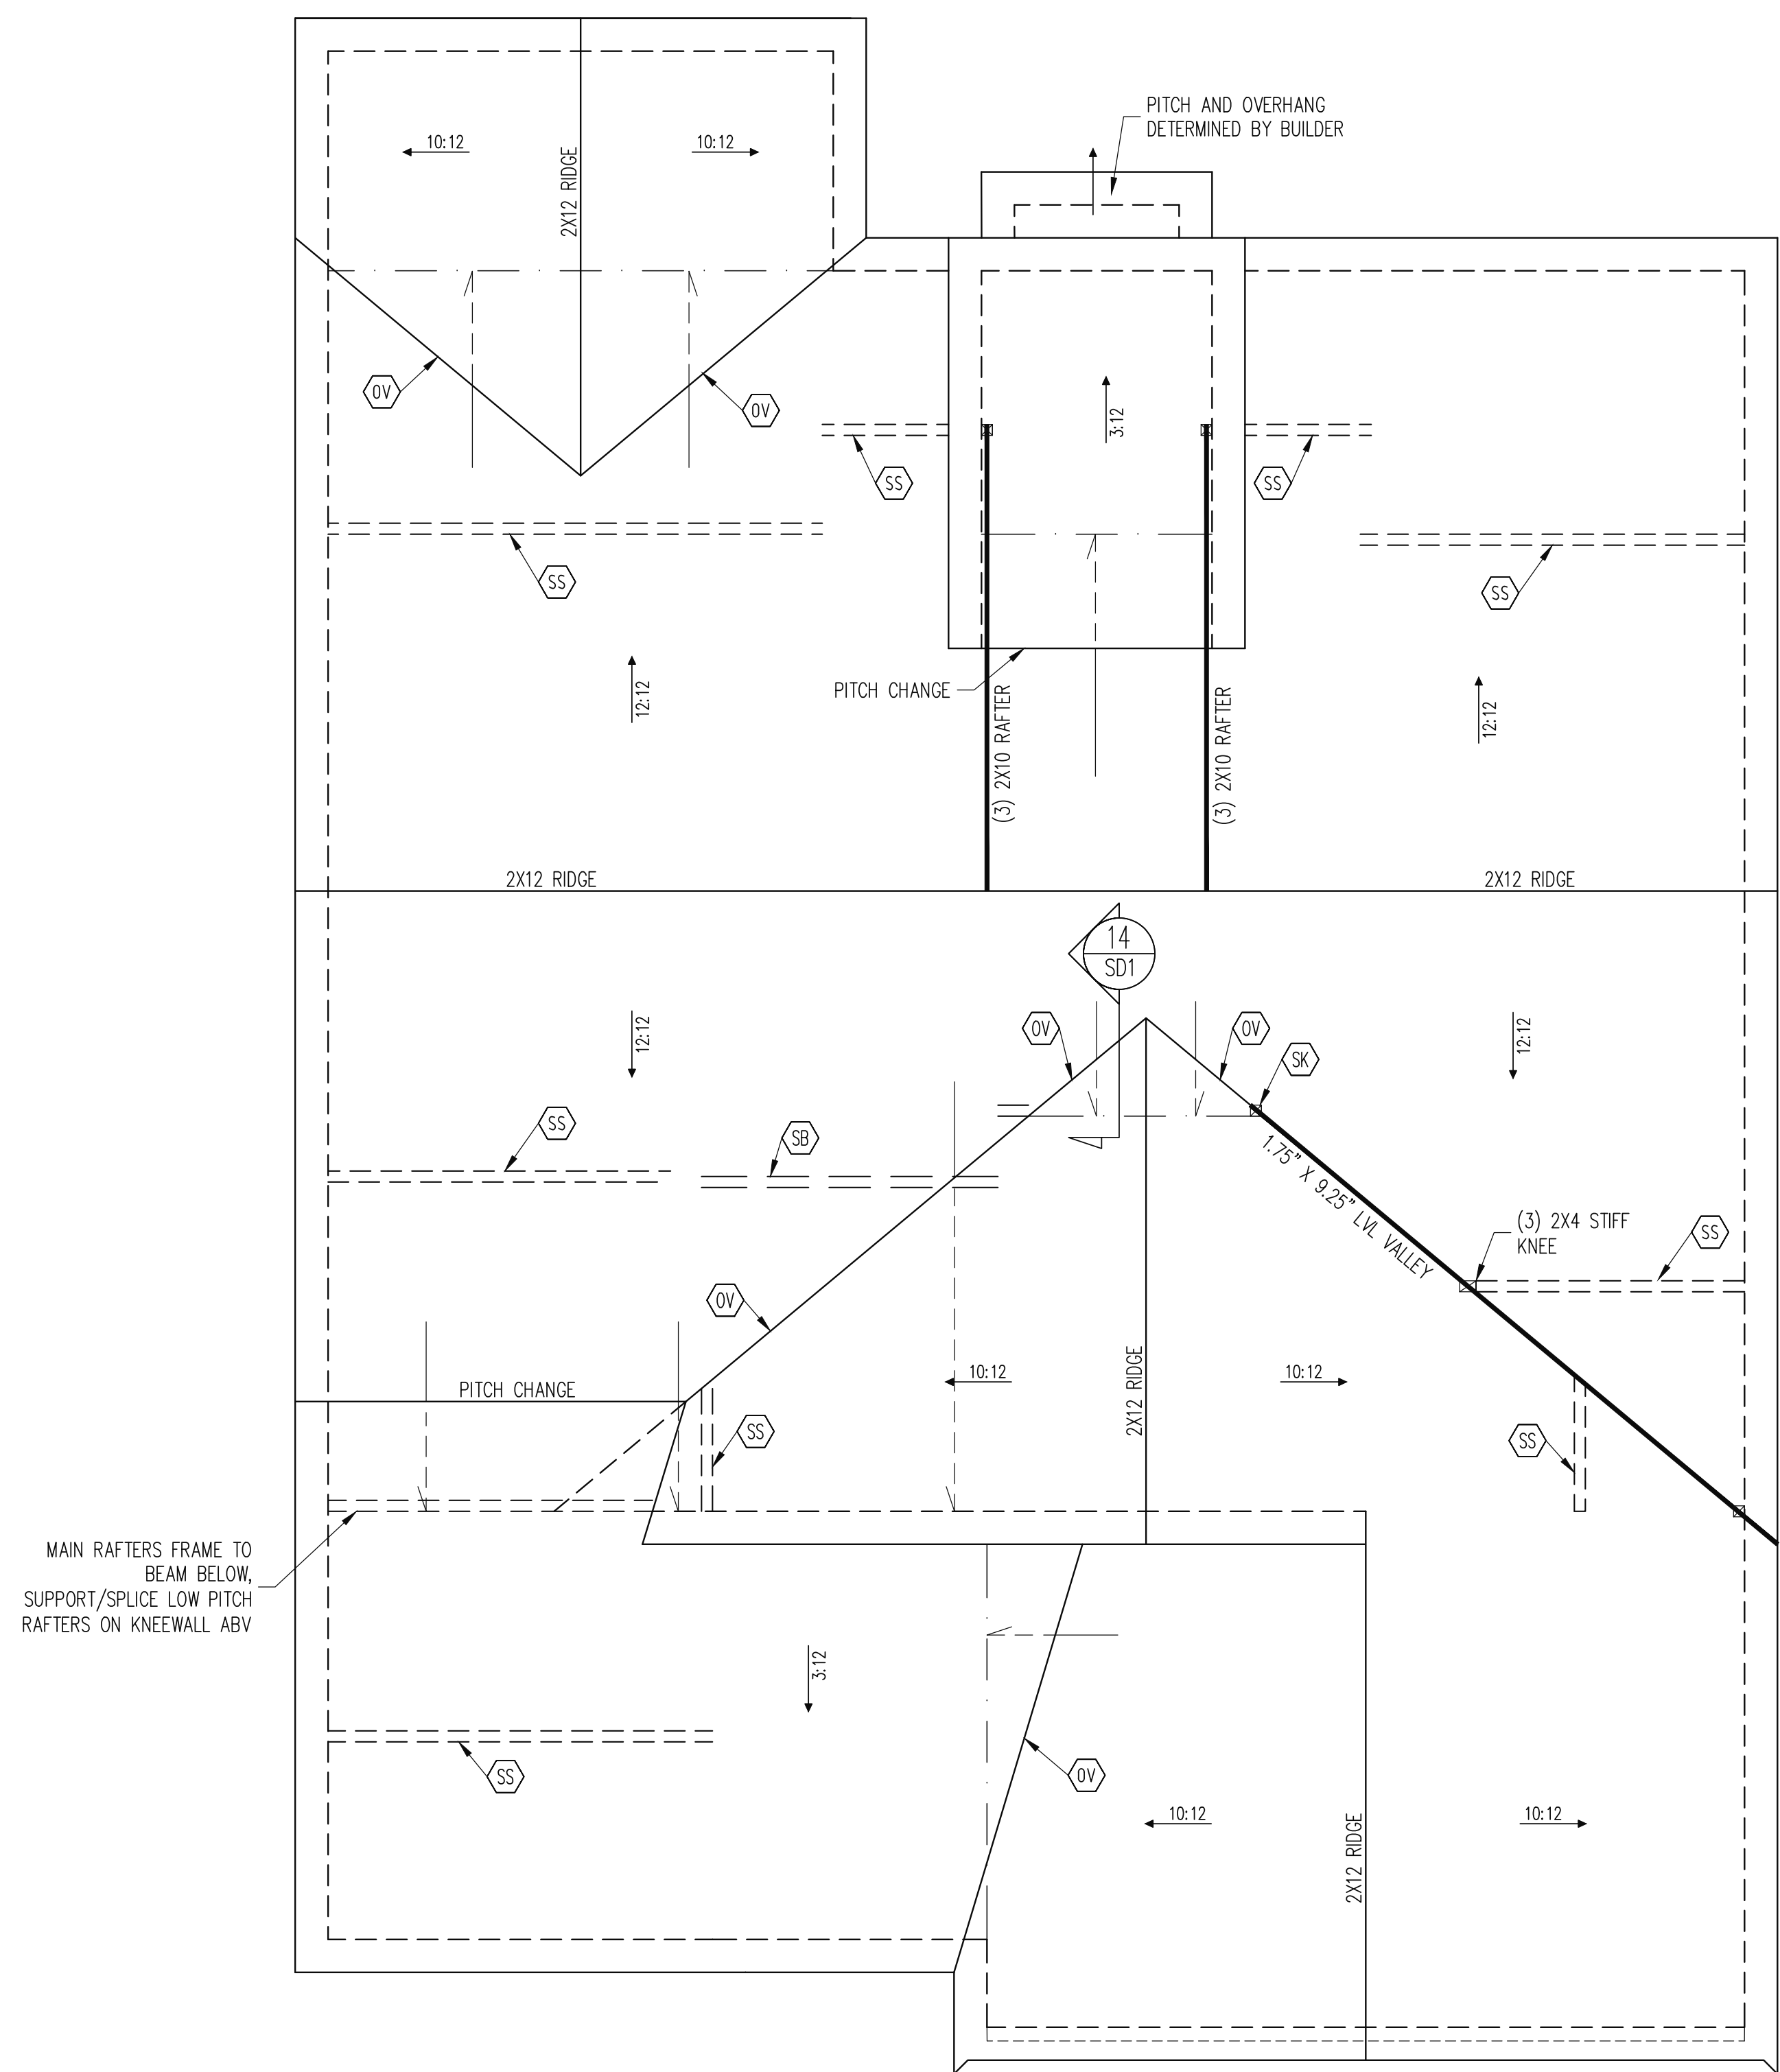 PITCH AND OVERHANG
DETERMINED BY BUILDER
10:12
10:12
2X12 RIDGE
OV
OV
3:12
SS
SS
SS
SS
12:12
PITCH CHANGE
(3) 2X10 RAFTER
(3) 2X10 RAFTER
12:12
2X12 RIDGE
2X12 RIDGE
14
SD1
12:12
OV
OV
SK
12:12
SS
SB
1.75" X 9.25" LVL VALLEY
(3) 2X4 STIFF
KNEE
SS
OV
PITCH CHANGE
10:12
2X12 RIDGE
10:12
SS
SS
MAIN RAFTERS FRAME TO
BEAM BELOW,
SUPPORT/SPLICE LOW PITCH
RAFTERS ON KNEEWALL ABV
3:12
SS
OV
10:12
2X12 RIDGE
10:12